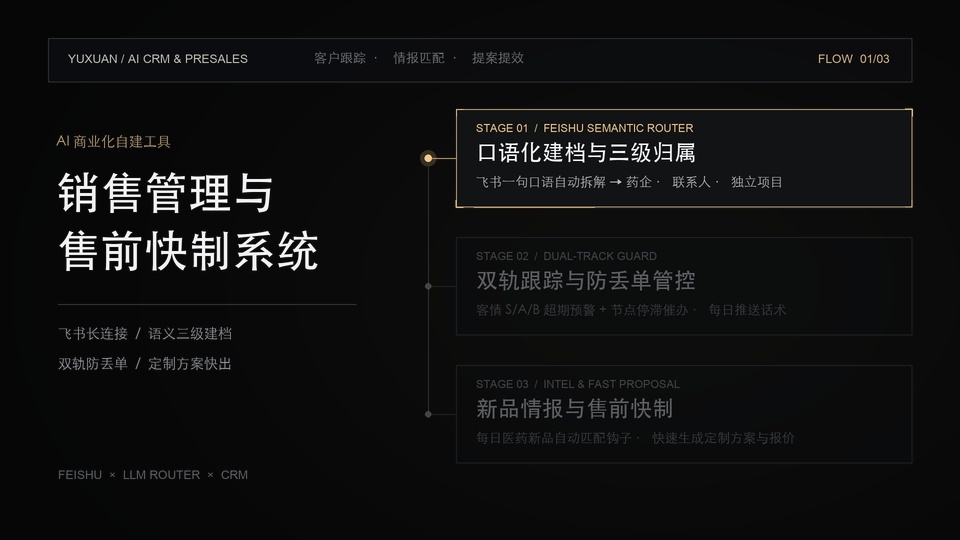 YUXUAN / AI CRM & PRESALES
客户跟踪 · 情报匹配 · 提案提效
FLOW 01/03
AI 商业化自建工具
销售管理与
售前快制系统
飞书长连接 / 语义三级建档
双轨防丢单 / 定制方案快出
FEISHU × LLM ROUTER × CRM
STAGE 01 / FEISHU SEMANTIC ROUTER
口语化建档与三级归属
飞书一句口语自动拆解 → 药企 · 联系人 · 独立项目
STAGE 02 / DUAL-TRACK GUARD
双轨跟踪与防丢单管控
客情 S/A/B 超期预警 + 节点停滞催办 · 每日推送话术
STAGE 03 / INTEL & FAST PROPOSAL
新品情报与售前快制
每日医药新品自动匹配钩子 · 快速生成定制方案与报价